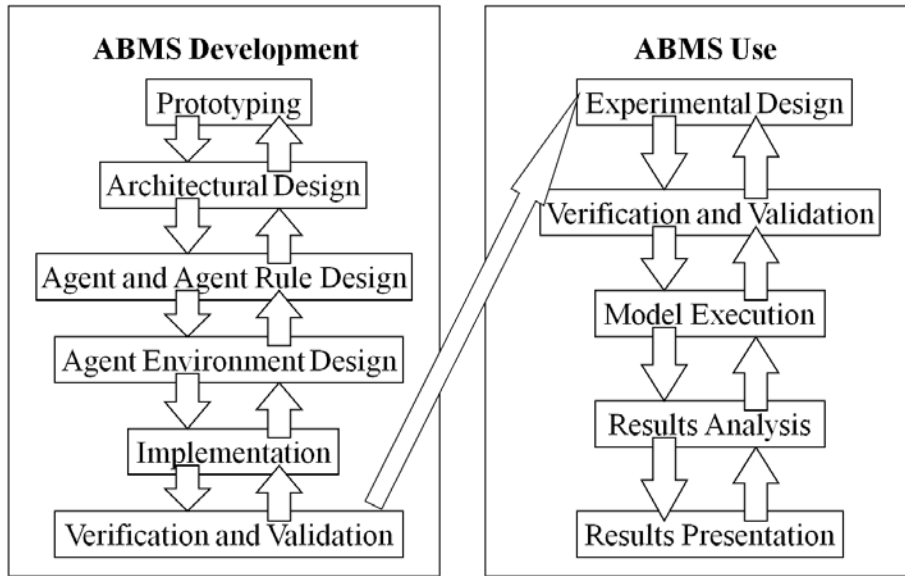 ABMS Development
Prototyping
Architectural Design
Agent and Agent Rule Design
Agent Environment Design
Implementation
Verification and Validation
ABMS Use
Experimental Design
Verification and Validation
Model Execution
Results Analysis
Results Presentation